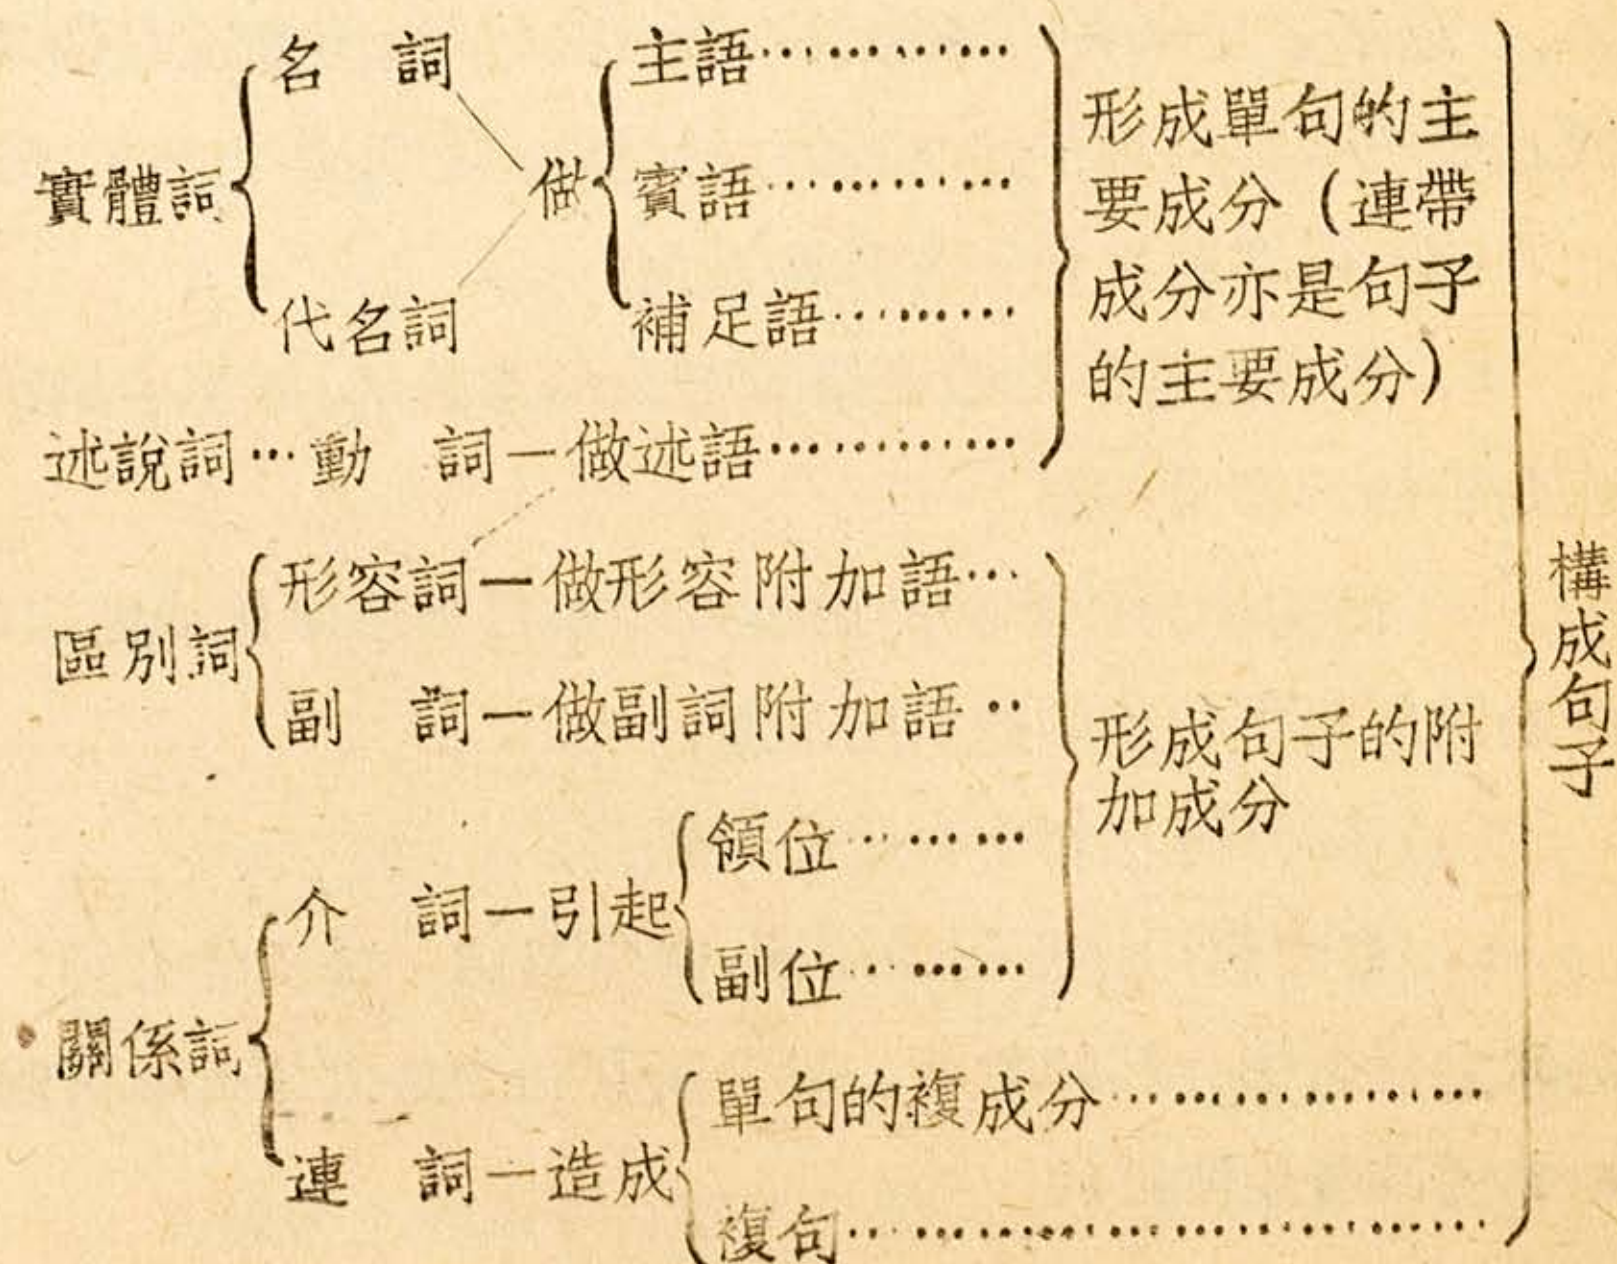 名　詞
主語…………
實體詞
做
賓語…………
代名詞
補足語………
形成單句的主
要成分（連帶
成分亦是句子
的主要成分）
述說詞…動　詞—做述語…………
區別詞
形容詞—做形容附加語…
副　詞—做副詞附加語‥
介　詞—引起
領位………
副位………
形成句子的附
加成分
關係詞
連　詞—造成
單句的複成分………………
複句……………………………
構成句子